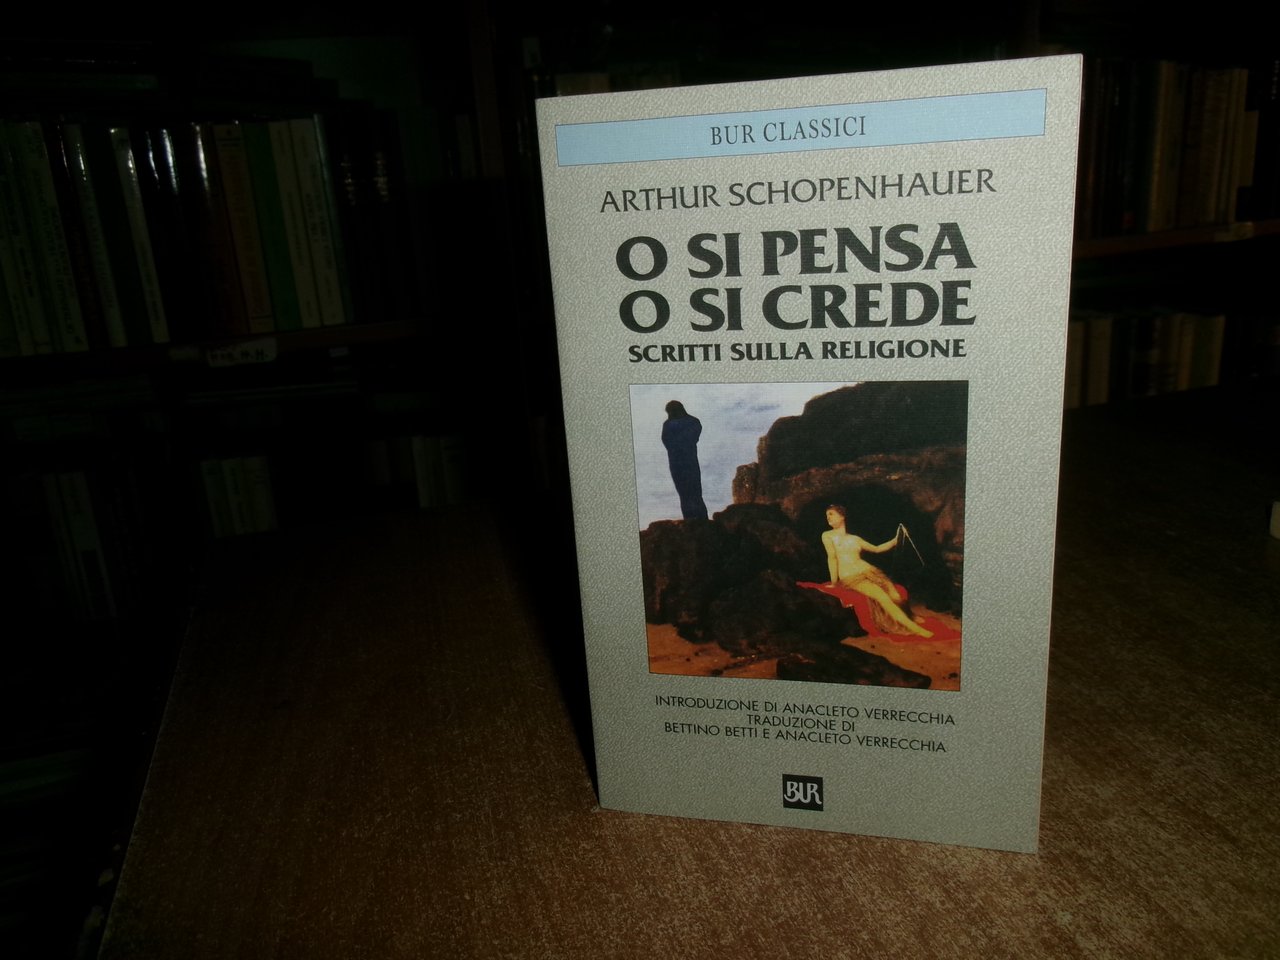 BUR CLASSICI
ARTHUR SCHOPENHAUER
O SI PENSA
O SI CREDE
SCRITTI SULLA RELIGIONE
INTRODUZIONE DI ANACLETO VERRECCHIA
TRADUZIONE DI
BETTINO BETTI E ANACLETO VERRECCHIA
BUR